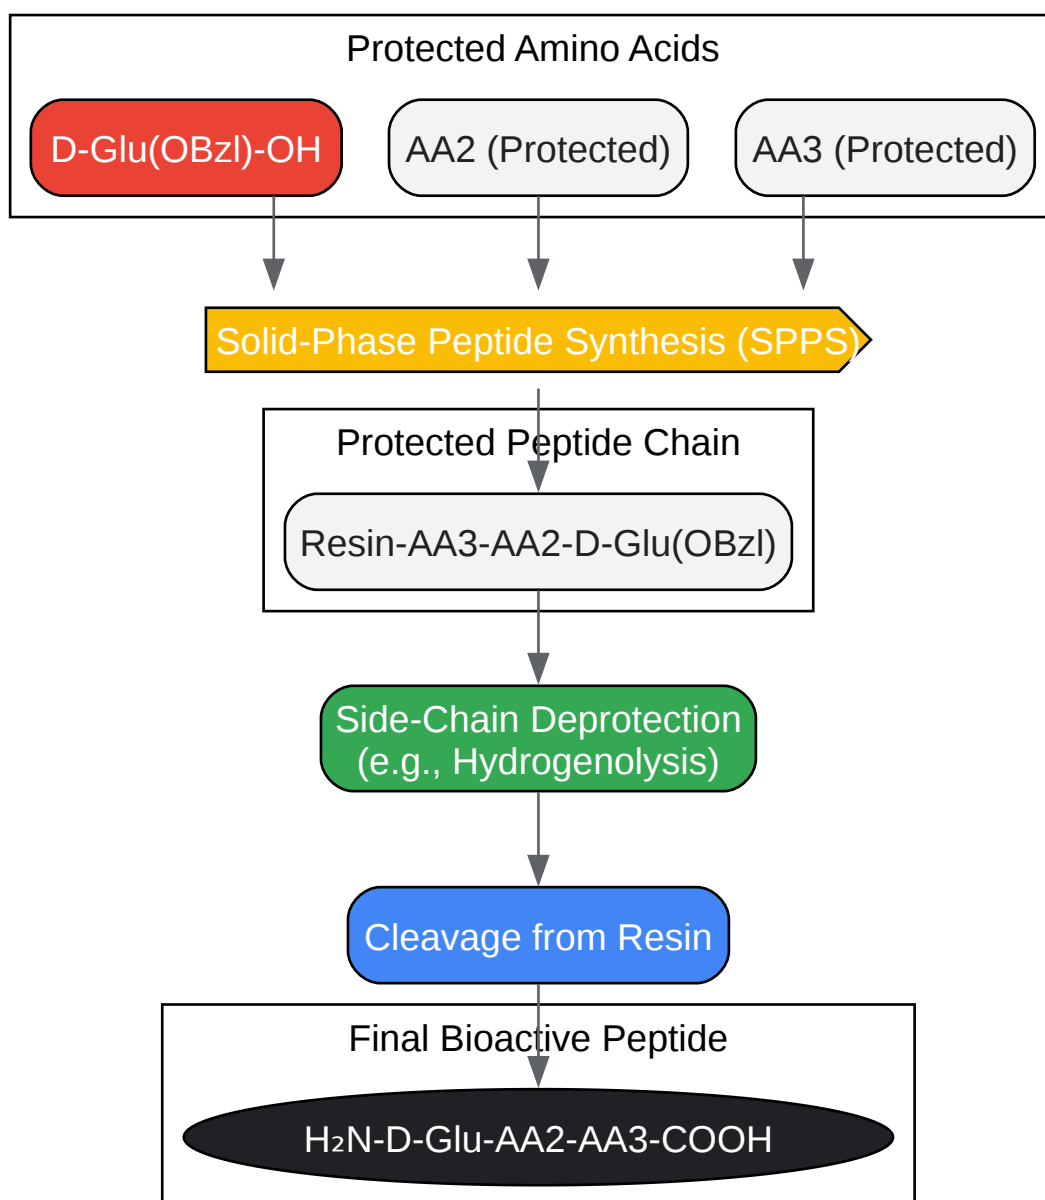 Protected Amino Acids
D-Glu(OBzl)-OH
AA2 (Protected)
AA3 (Protected)
Solid-Phase Peptide Synthesis (SPPS)
Protected Peptide Chain
Resin-AA3-AA2-D-Glu(OBzl)
Side-Chain Deprotection
(e.g., Hydrogenolysis)
Cleavage from Resin
Final Bioactive Peptide
H₂N-D-Glu-AA2-AA3-COOH